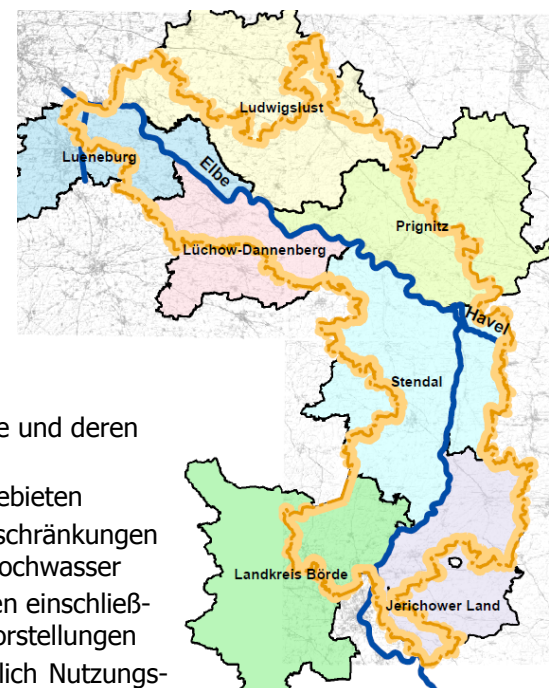 Ludwigslust
Lueneburg
Elbe
Prignitz
Lüchow-Dannenberg
Havel
Stendal
e und deren
ebieten
schränkungen
ochwasser
en einschließ-
orstellungen
lich Nutzungs-
Landkreis Börde
Jerichower Land